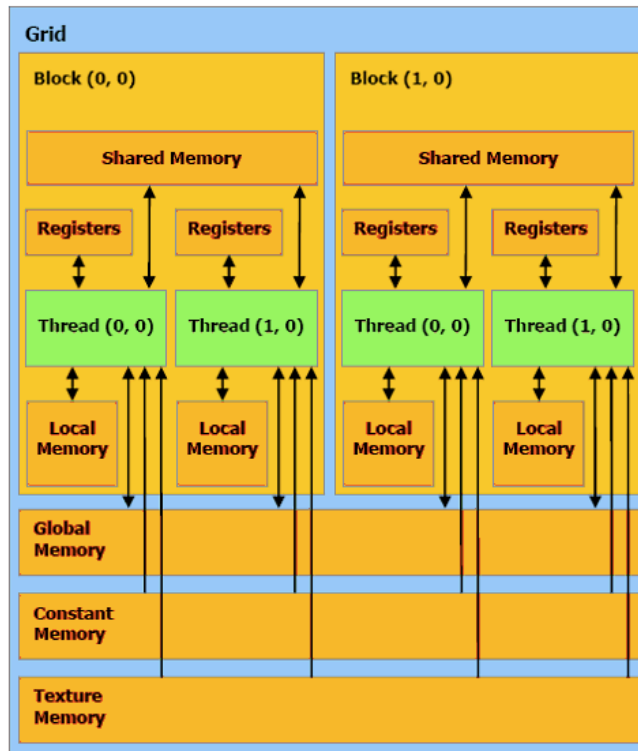 Grid
Block (0, 0)
Block (1, 0)
Shared Memory
Shared Memory
Registers
Registers
Registers
Registers
Thread (0, 0)
Thread (1, 0)
Thread (0, 0)
Thread (1, 0)
Local
Memory
Local
Memory
Local
Memory
Local
Memory
Global
Memory
Constant
Memory
Texture
Memory